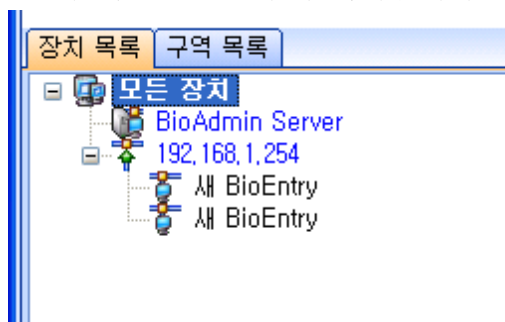 장치 목록 구역 목록
모든 장치
BioAdmin Server
192,168,1,254
새 BioEntry
새 BioEntry